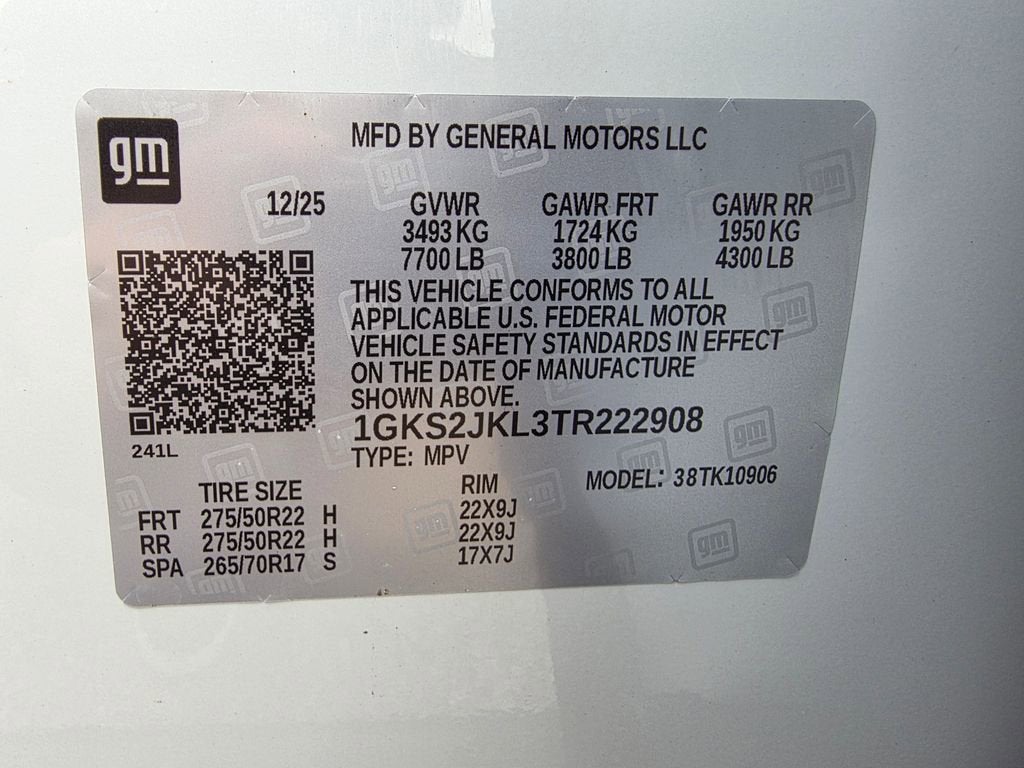 gm
MFD BY GENERAL MOTORS LLC
12/25 GVWR GAWR FRT GAWR RR
3493 KG 1724 KG 1950 KG
7700 LB 3800 LB 4300 LB
THIS VEHICLE CONFORMS TO ALL
APPLICABLE U.S. FEDERAL MOTOR
VEHICLE SAFETY STANDARDS IN EFFECT
ON THE DATE OF MANUFACTURE
SHOWN ABOVE.
1GKS2JKL3TR222908
241L
TYPE: MPV
MODEL: 38TK10906
TIRE SIZE RIM
FRT 275/50R22 H 22X9J
RR 275/50R22 H 22X9J
SPA 265/70R17 S 17X7J